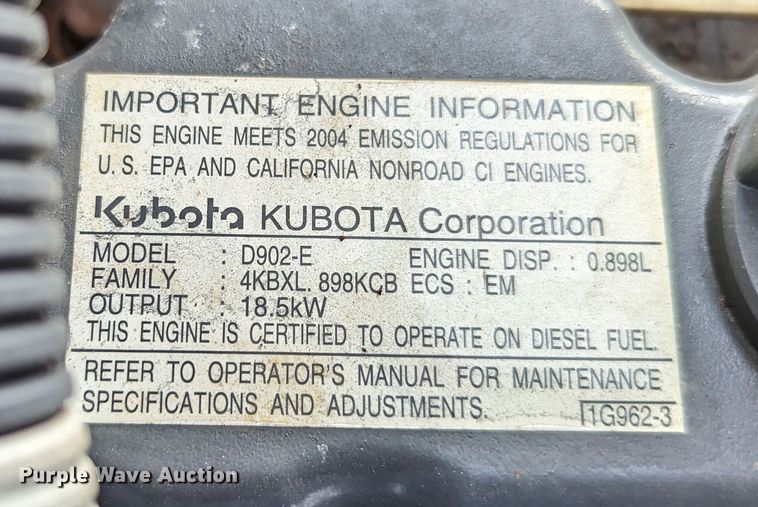 IMPORTANT ENGINE INFORMATION
THIS ENGINE MEETS 2004 EMISSION REGULATIONS FOR
U.S. EPA AND CALIFORNIA NONROAD CI ENGINES.
Kubota KUBOTA Corporation
MODEL : D902-E ENGINE DISP. : 0.898L
FAMILY : 4KBXL. 898KCB ECS : EM
OUTPUT : 18.5kW
THIS ENGINE IS CERTIFIED TO OPERATE ON DIESEL FUEL.
REFER TO OPERATOR'S MANUAL FOR MAINTENANCE
SPECIFICATIONS AND ADJUSTMENTS. 1G962-3
Purple Wave Auction